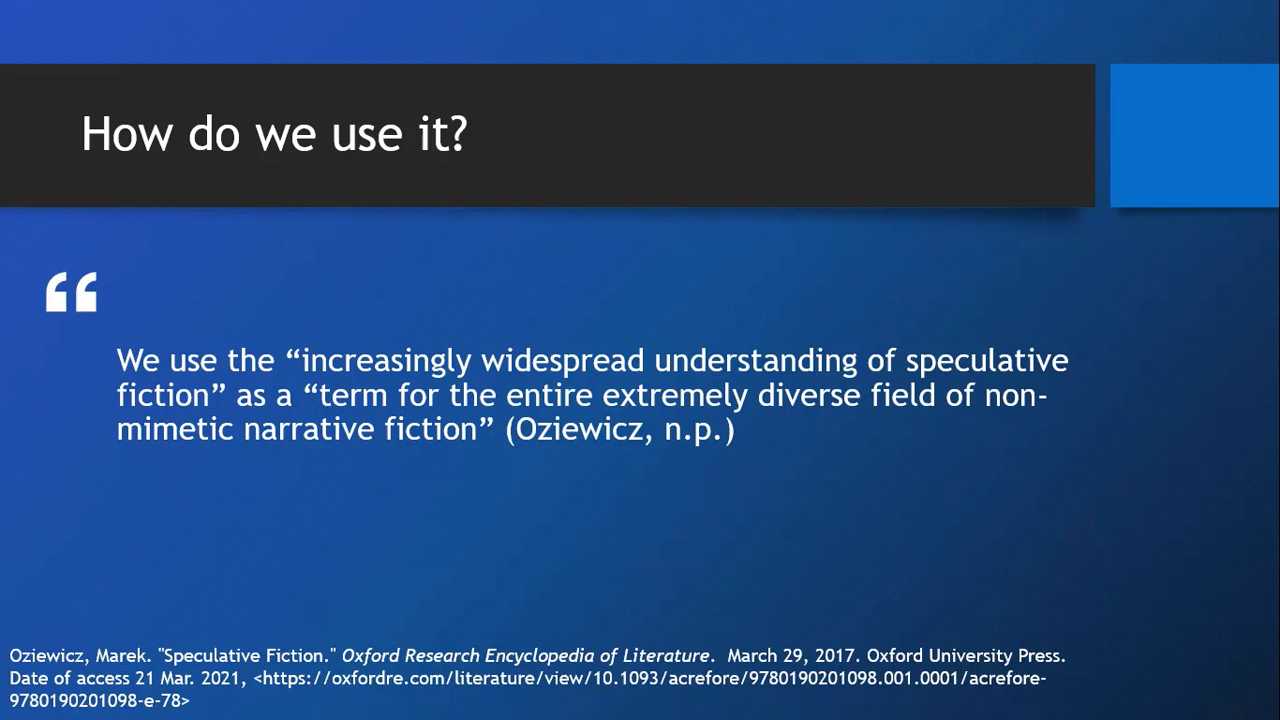 How do we use it?
“
We use the “increasingly widespread understanding of speculative
fiction” as a “term for the entire extremely diverse field of non-
mimetic narrative fiction” (Oziewicz, n.p.)
Oziewicz, Marek. "Speculative Fiction." Oxford Research Encyclopedia of Literature.  March 29, 2017. Oxford University Press.
Date of access 21 Mar. 2021, <https://oxfordre.com/literature/view/10.1093/acrefore/9780190201098.001.0001/acrefore-
9780190201098-e-78>